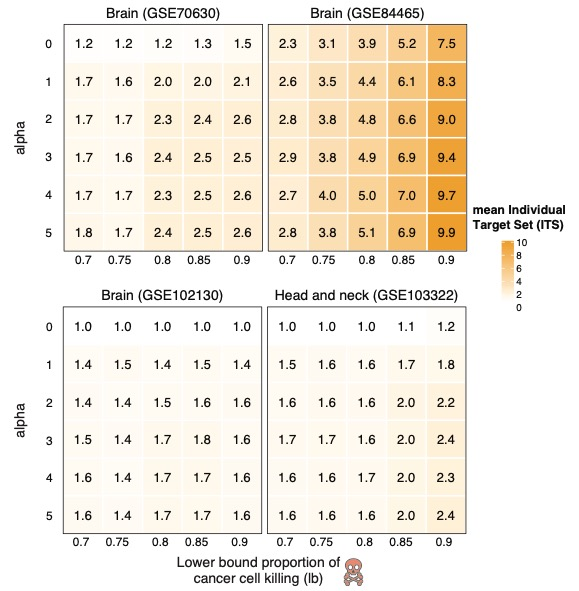 Brain (GSE70630) Brain (GSE84465)
0 1.2 1.2 1.2 1.3 1.5 2.3 3.1 3.9 5.2 7.5
1 1.7 1.6 2.0 2.0 2.1 2.6 3.5 4.4 6.1 8.3
2 1.7 1.7 2.3 2.4 2.6 2.8 3.8 4.8 6.6 9.0
alpha
3 1.7 1.6 2.4 2.5 2.5 2.9 3.8 4.9 6.9 9.4
4 1.7 1.7 2.3 2.5 2.6 2.7 4.0 5.0 7.0 9.7
5 1.8 1.7 2.4 2.5 2.6 2.8 3.8 5.1 6.9 9.9
0.7 0.75 0.8 0.85 0.9 0.7 0.75 0.8 0.85 0.9
mean Individual
Target Set (ITS)
10
8
6
4
2
0
Brain (GSE102130) Head and neck (GSE103322)
0 1.0 1.0 1.0 1.0 1.0 1.0 1.0 1.0 1.1 1.2
1 1.4 1.5 1.4 1.5 1.4 1.5 1.6 1.6 1.7 1.8
2 1.4 1.4 1.5 1.6 1.6 1.6 1.6 1.6 2.0 2.2
alpha
3 1.5 1.4 1.7 1.8 1.6 1.7 1.7 1.6 2.0 2.4
4 1.6 1.4 1.7 1.7 1.6 1.6 1.6 1.7 2.0 2.3
5 1.6 1.4 1.7 1.7 1.6 1.6 1.6 1.6 2.0 2.4
0.7 0.75 0.8 0.85 0.9 0.7 0.75 0.8 0.85 0.9
Lower bound proportion of
cancer cell killing (lb)